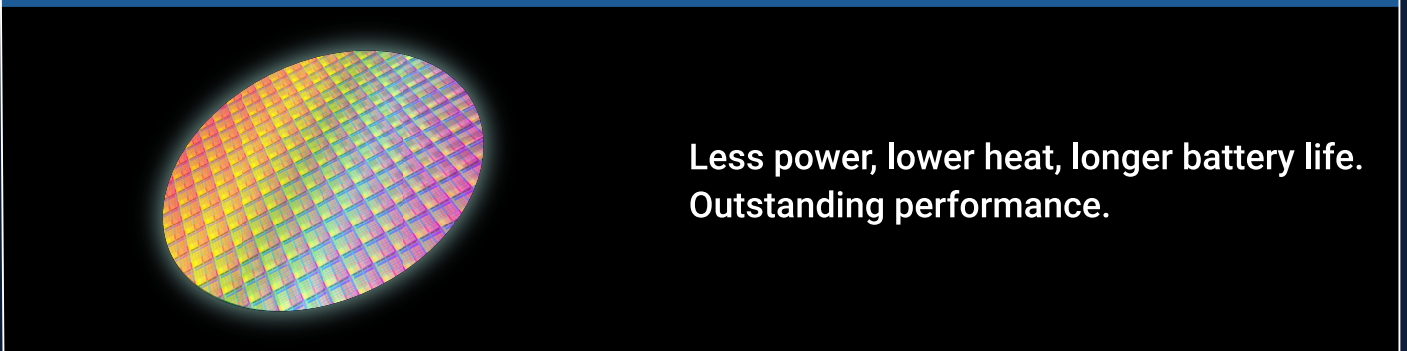 Less power, lower heat, longer battery life.
Outstanding performance.